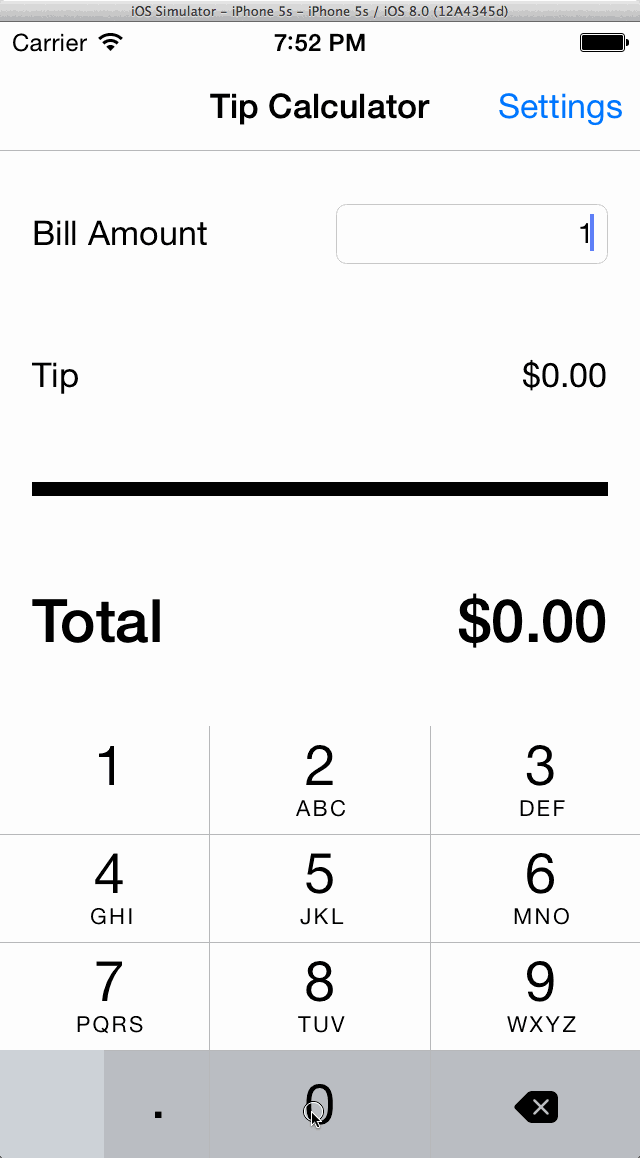 iOS Simulator – iPhone 5s – iPhone 5s / iOS 8.0 (12A4345d)
Carrier 7:52 PM
Tip Calculator Settings
Bill Amount 1
Tip $0.00
Total $0.00
1 2 3
ABC DEF
4 5 6
GHI JKL MNO
7 8 9
PQRS TUV WXYZ
. 0